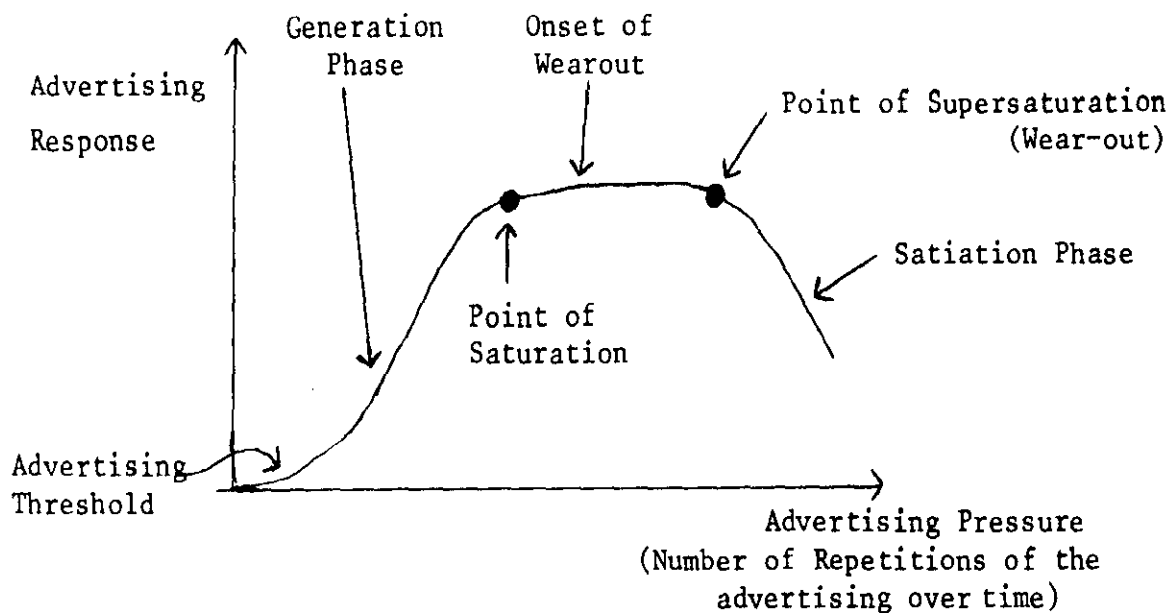 Generation
Phase
Onset of
Wearout
Advertising
Response
Point of Supersaturation
(Wear-out)
Satiation Phase
Point of
Saturation
Advertising
Threshold
Advertising Pressure
(Number of Repetitions of the
advertising over time)